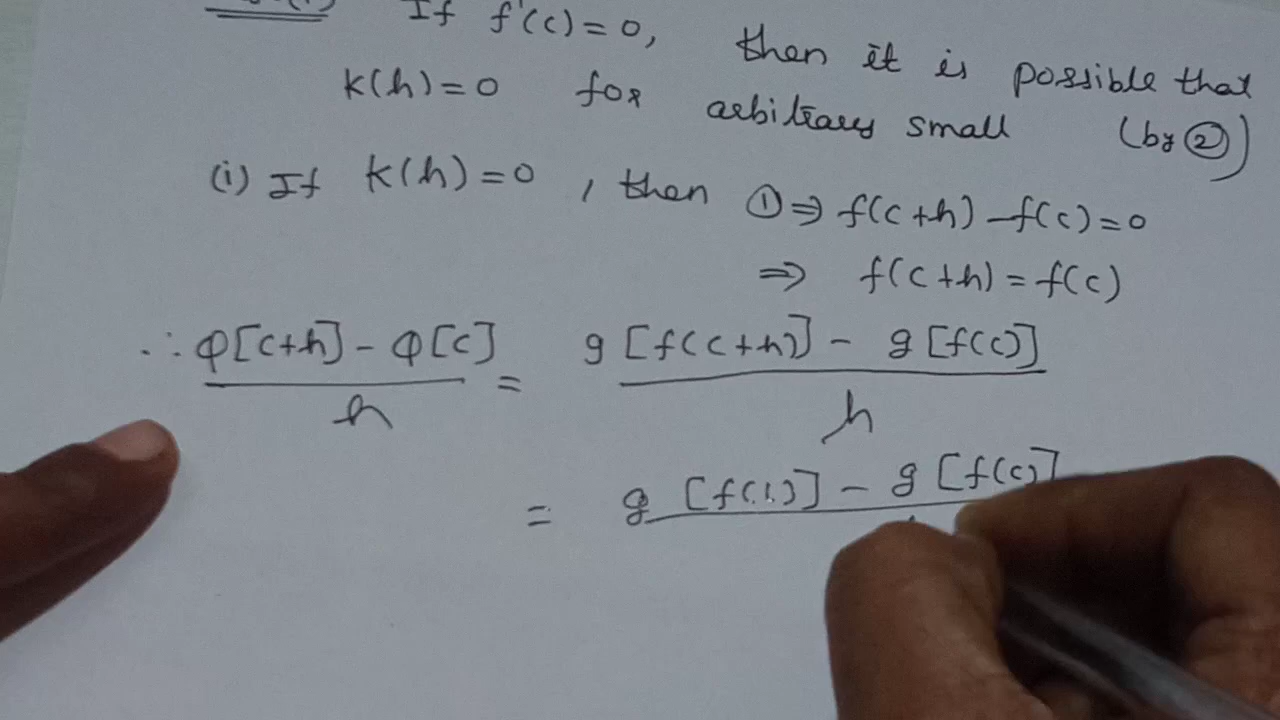 If f'(c) = 0, then it is possible that
k(h) = 0 for arbitrary small (by ②)
(i) If k(h) = 0 , then ① ⇒ f(c+h) – f(c) = 0
⇒ f(c+h) = f(c)
∴ φ[c+h] - φ[c] / h = g[f(c+h)] - g[f(c)] / h
= g [f(c)] - g [f(c)]